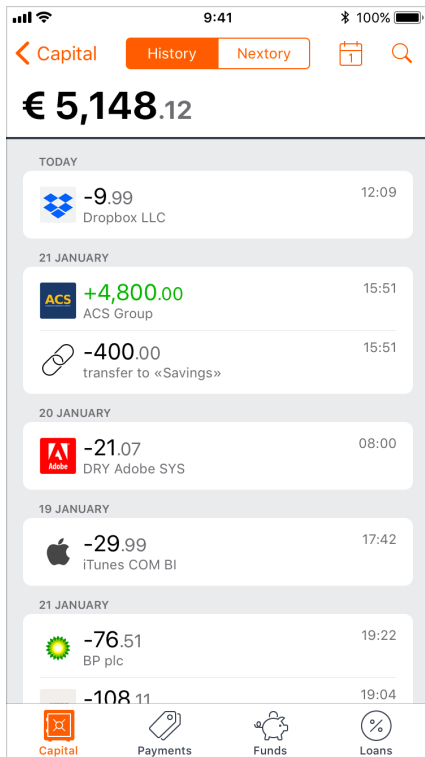 9:41
100%
Capital
History
Nextory
1
€ 5,148.12
TODAY
-9.99
12:09
Dropbox LLC
21 JANUARY
ACS
+4,800.00
15:51
ACS Group
-400.00
15:51
transfer to «Savings»
20 JANUARY
Adobe
-21.07
08:00
DRY Adobe SYS
19 JANUARY
-29.99
17:42
iTunes COM BI
21 JANUARY
-76.51
19:22
BP plc
-108.11
19:04
Capital
Payments
Funds
Loans